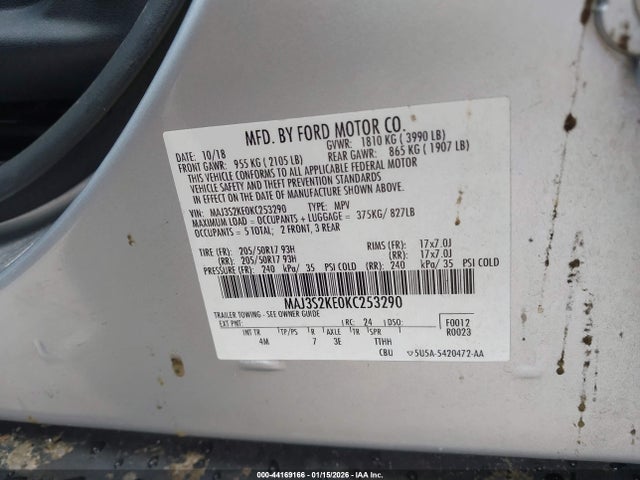 MFD. BY FORD MOTOR CO.
DATE: 10/18 GVWR: 1810 KG ( 3990 LB)
FRONT GAWR: 955 KG ( 2105 LB) REAR GAWR: 865 KG ( 1907 LB)
THIS VEHICLE CONFORMS TO ALL APPLICABLE FEDERAL MOTOR
VEHICLE SAFETY AND THEFT PREVENTION STANDARDS
IN EFFECT ON THE DATE OF MANUFACTURE SHOWN ABOVE.
VIN: MAJ3S2KE0KC253290 TYPE: MPV
MAXIMUM LOAD = OCCUPANTS + LUGGAGE = 375KG/ 827LB
OCCUPANTS = 5 TOTAL; 2 FRONT, 3 REAR
TIRE (FR): 205/50R17 93H RIMS (FR): 17x7.0J
(RR): 205/50R17 93H (RR): 17x7.0J
PRESSURE (FR): 240 kPa/ 35 PSI COLD (RR): 240 kPa/ 35 PSI COLD
MAJ3S2KE0KC253290
TRAILER TOWING - SEE OWNER GUIDE
EXT PNT: RC: 24 DSO: F0012
R0023
INT TR TP/PS R AXLE TR SPR
4M 7 3E TTHH
CBU 5U5A-5420472-AA
000-44169166 - 01/15/2026 - IAA Inc.